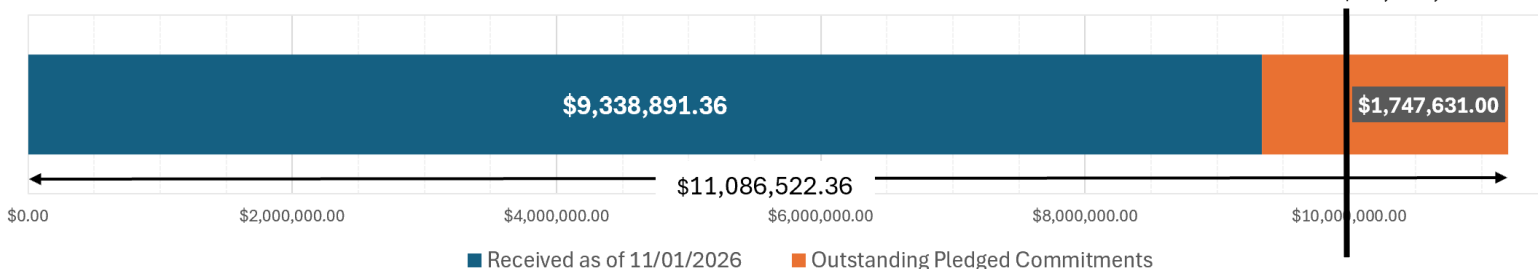 $9,338,891.36
$1,747,631.00
$11,086,522.36
$0.00 $2,000,000.00 $4,000,000.00 $6,000,000.00 $8,000,000.00 $10,000,000.00
Received as of 11/01/2026 Outstanding Pledged Commitments